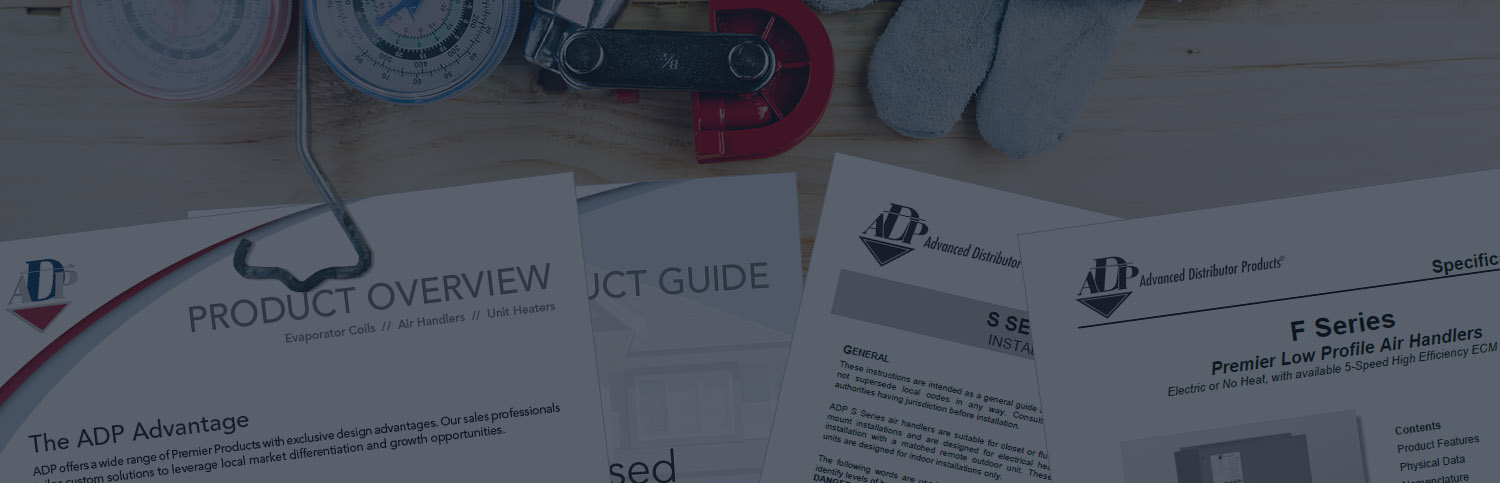 3/8
ADP
PRODUCT OVERVIEW
Evaporator Coils // Air Handlers // Unit Heaters
The ADP Advantage
ADP offers a wide range of Premier Products with exclusive design advantages. Our sales professionals
custom solutions to leverage local market differentiation and growth opportunities.
UCT GUIDE
sed
ADP Advanced Distributor
S SE
INSTAL
GENERAL
These instructions are intended as a general guide
not supersede local codes in any way. Consult
authorities having jurisdiction before installation.
ADP S Series air handlers are suitable for closet or flu
mount installations and are designed for electrical hea
installation with a matched remote outdoor unit. These
units are designed for indoor installations only.
The following words are used
identify levels of
DANGER
ADP Advanced Distributor Products®
Specific
F Series
Premier Low Profile Air Handlers
Electric or No Heat, with available 5-Speed High Efficiency ECM
Contents
Product Features
Physical Data
Nomenclature